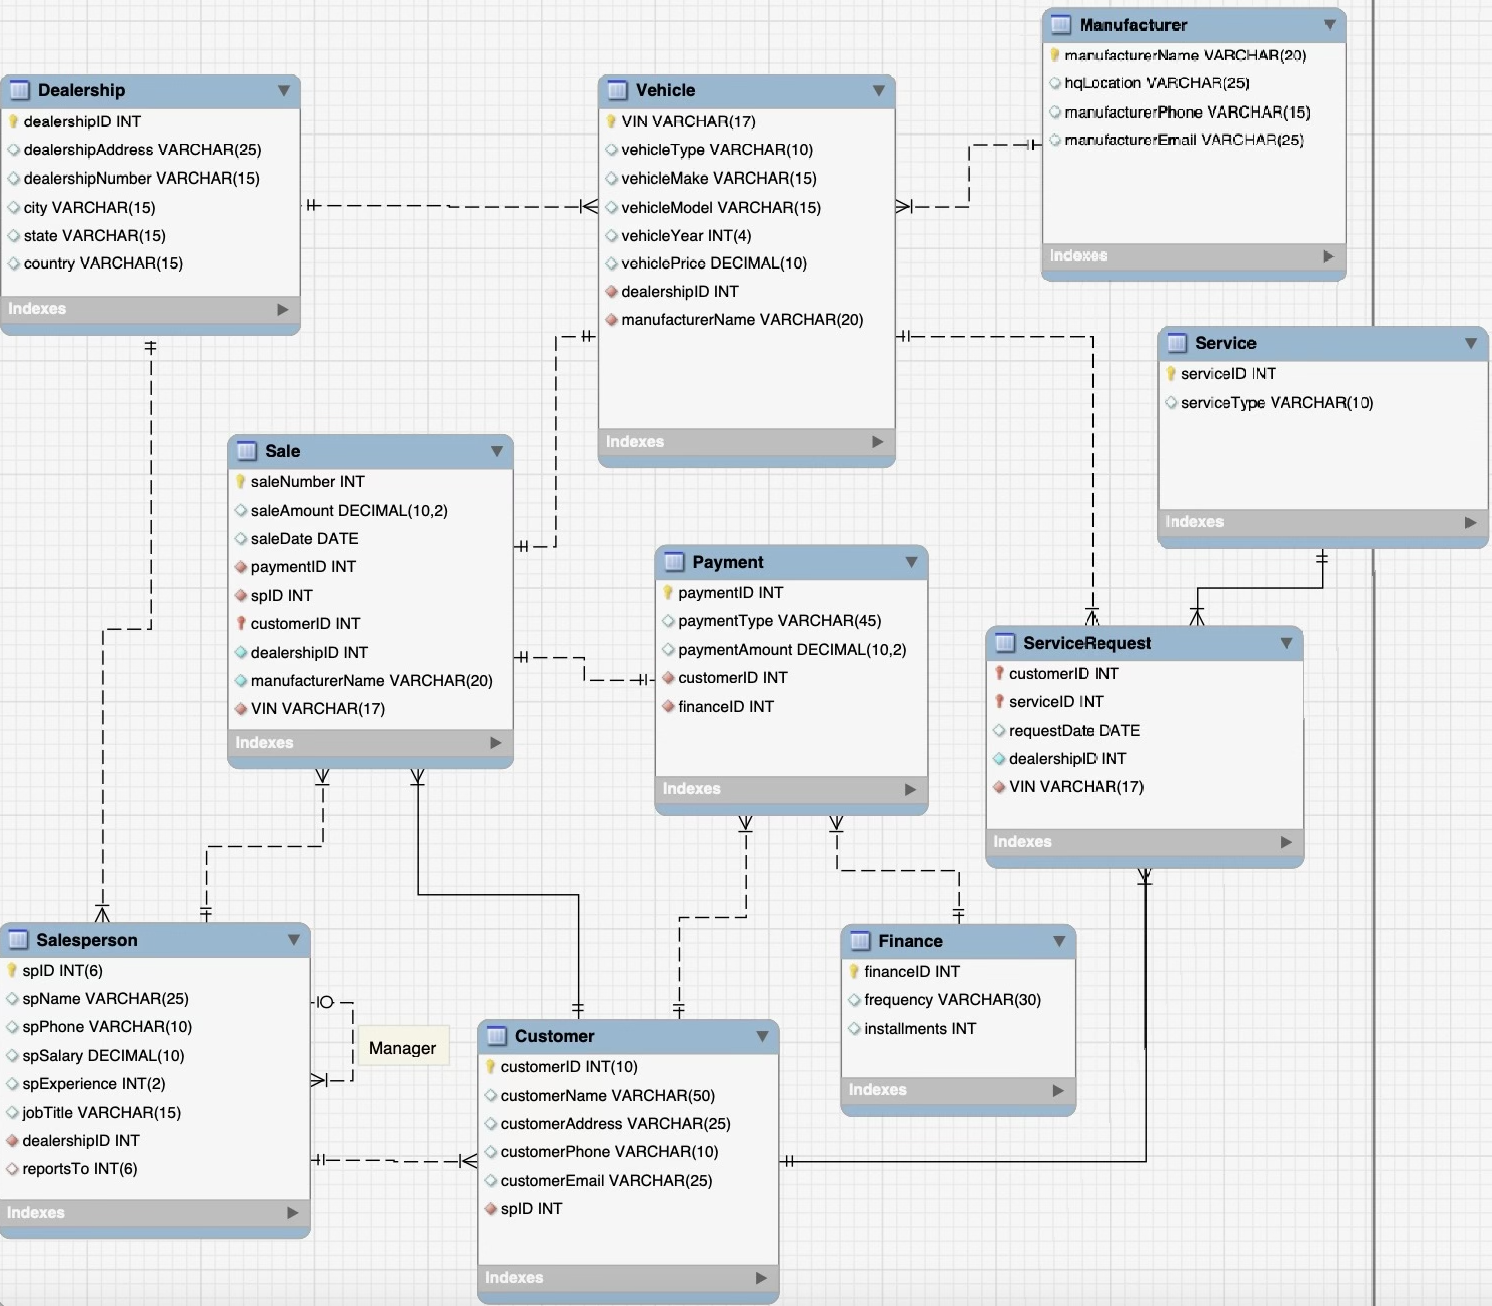 Manufacturer
manufacturerName VARCHAR(20)
hqLocation VARCHAR(25)
manufacturerPhone VARCHAR(15)
manufacturerEmail VARCHAR(25)
Indexes
Dealership
dealershipID INT
dealershipAddress VARCHAR(25)
dealershipNumber VARCHAR(15)
city VARCHAR(15)
state VARCHAR(15)
country VARCHAR(15)
Indexes
Vehicle
VIN VARCHAR(17)
vehicleType VARCHAR(10)
vehicleMake VARCHAR(15)
vehicleModel VARCHAR(15)
vehicleYear INT(4)
vehiclePrice DECIMAL(10)
dealershipID INT
manufacturerName VARCHAR(20)
Indexes
Service
serviceID INT
serviceType VARCHAR(10)
Indexes
Sale
saleNumber INT
saleAmount DECIMAL(10,2)
saleDate DATE
paymentID INT
spID INT
customerID INT
dealershipID INT
manufacturerName VARCHAR(20)
VIN VARCHAR(17)
Indexes
Payment
paymentID INT
paymentType VARCHAR(45)
paymentAmount DECIMAL(10,2)
customerID INT
financeID INT
Indexes
ServiceRequest
customerID INT
serviceID INT
requestDate DATE
dealershipID INT
VIN VARCHAR(17)
Indexes
Salesperson
spID INT(6)
spName VARCHAR(25)
spPhone VARCHAR(10)
spSalary DECIMAL(10)
spExperience INT(2)
jobTitle VARCHAR(15)
dealershipID INT
reportsTo INT(6)
Indexes
Manager
Customer
customerID INT(10)
customerName VARCHAR(50)
customerAddress VARCHAR(25)
customerPhone VARCHAR(10)
customerEmail VARCHAR(25)
spID INT
Indexes
Finance
financeID INT
frequency VARCHAR(30)
installments INT
Indexes